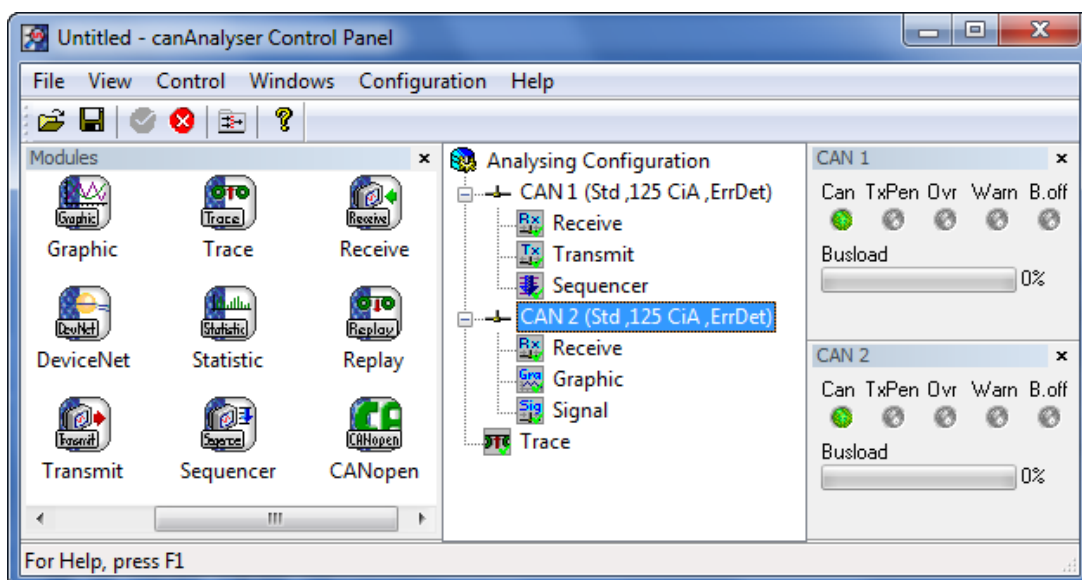 Untitled - canAnalyser Control Panel
File View Control Windows Configuration Help
Modules
Graphic Trace Receive
Graphic Trace Receive
DevNet Statistic Replay
DeviceNet Statistic Replay
Transmit Sequence CANopen
Transmit Sequencer CANopen
Analysing Configuration
CAN 1 (Std ,125 CiA ,ErrDet)
Rx Receive
Tx Transmit
Sequencer
CAN 2 (Std ,125 CiA ,ErrDet)
Rx Receive
Gra Graphic
Sig Signal
Trace
CAN 1
Can TxPen Ovr Warn B.off
Busload
0%
CAN 2
Can TxPen Ovr Warn B.off
Busload
0%
For Help, press F1